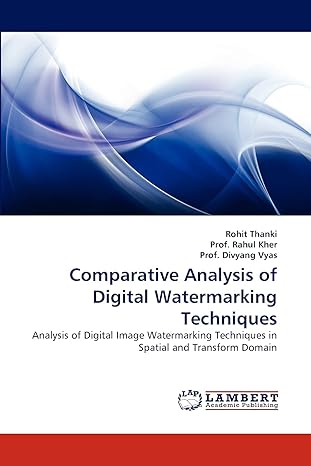 Rohit Thanki
Prof. Rahul Kher
Prof. Divyang Vyas
Comparative Analysis of
Digital Watermarking
Techniques
Analysis of Digital Image Watermarking Techniques in
Spatial and Transform Domain
LAP LAMBERT
Academic Publishing